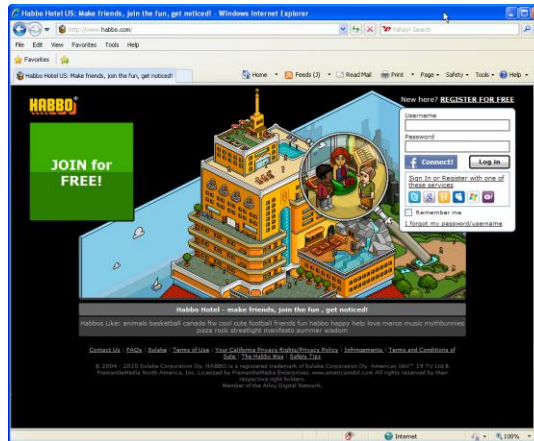 Habbo Hotel US: Make friends, join the fun, get noticed! - Windows Internet Explorer
http://www.habbo.com/
Yahoo! Search
File Edit View Favorites Tools Help
Favorites
Habbo Hotel US: Make friends, join the fun, get noticed!
Home Feeds (3) Read Mail Print Page Safety Tools Help
HABBO
New here? REGISTER FOR FREE
Username
Password
Connect! Log in
Sign In or Register with one of
these services
Remember me
I forgot my password/username
JOIN for
FREE!
Habbo Hotel - make friends, join the fun , get noticed!
Habbos Like: animals basketball canada ftw cool cute football friends fun habbo happy help love marco music mythbunnies
pizza rock streetlight manifesto summer wisdom
Contact Us | FAQs | Sulake | Terms of Use | Your California Privacy Rights/Privacy Policy | Infringements | Terms and Conditions of
Sale | The Habbo Way | Safety Tips
© 2004 - 2010 Sulake Corporation Oy. HABBO is a registered trademark of Sulake Corporation Oy. American Idol™ 19 TV Ltd &
FremantleMedia North America, Inc. Licensed by FremantleMedia Enterprises. www.americanidol.com All rights reserved by their
respective right holders.
Member of the Alloy Digital Network.
Internet
100%